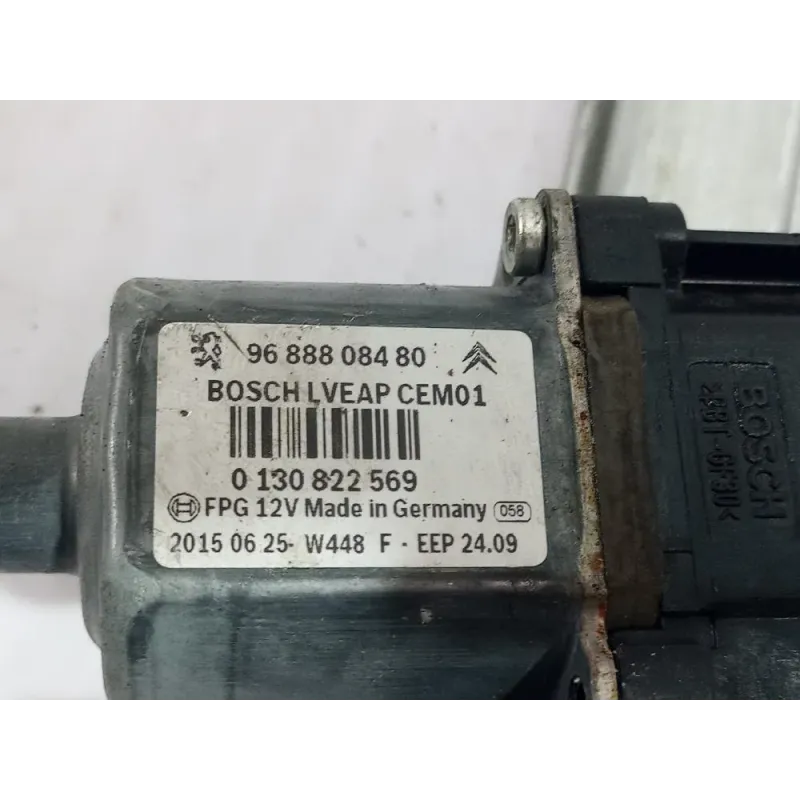 96 888 084 80
BOSCH LVEAP CEM01
0 130 822 569
FPG 12V Made in Germany 058
2015 06 25- W448 F - EEP 24.09
BOSCH